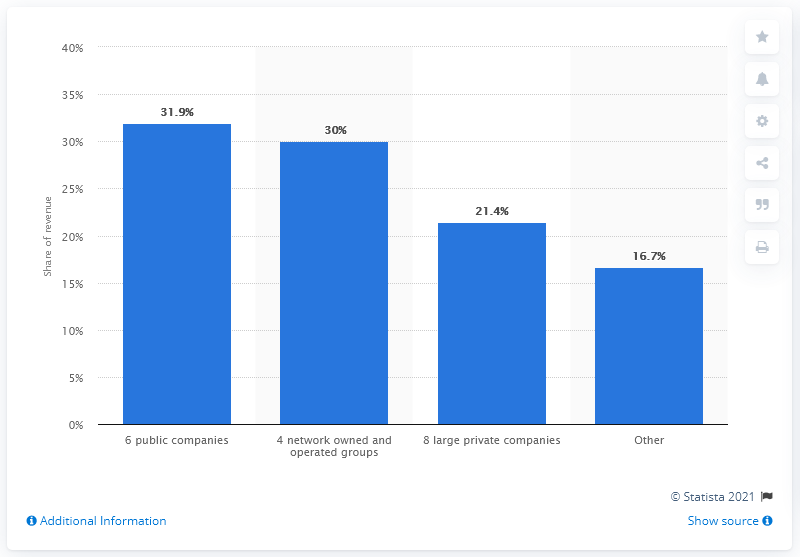 40%
35%
30%
25%
20%
15%
10%
5%
0%
Share of revenue
31.9%
30%
21.4%
16.7%
6 public companies
4 network owned and
operated groups
8 large private companies
Other
© Statista 2021
Additional Information
Show source